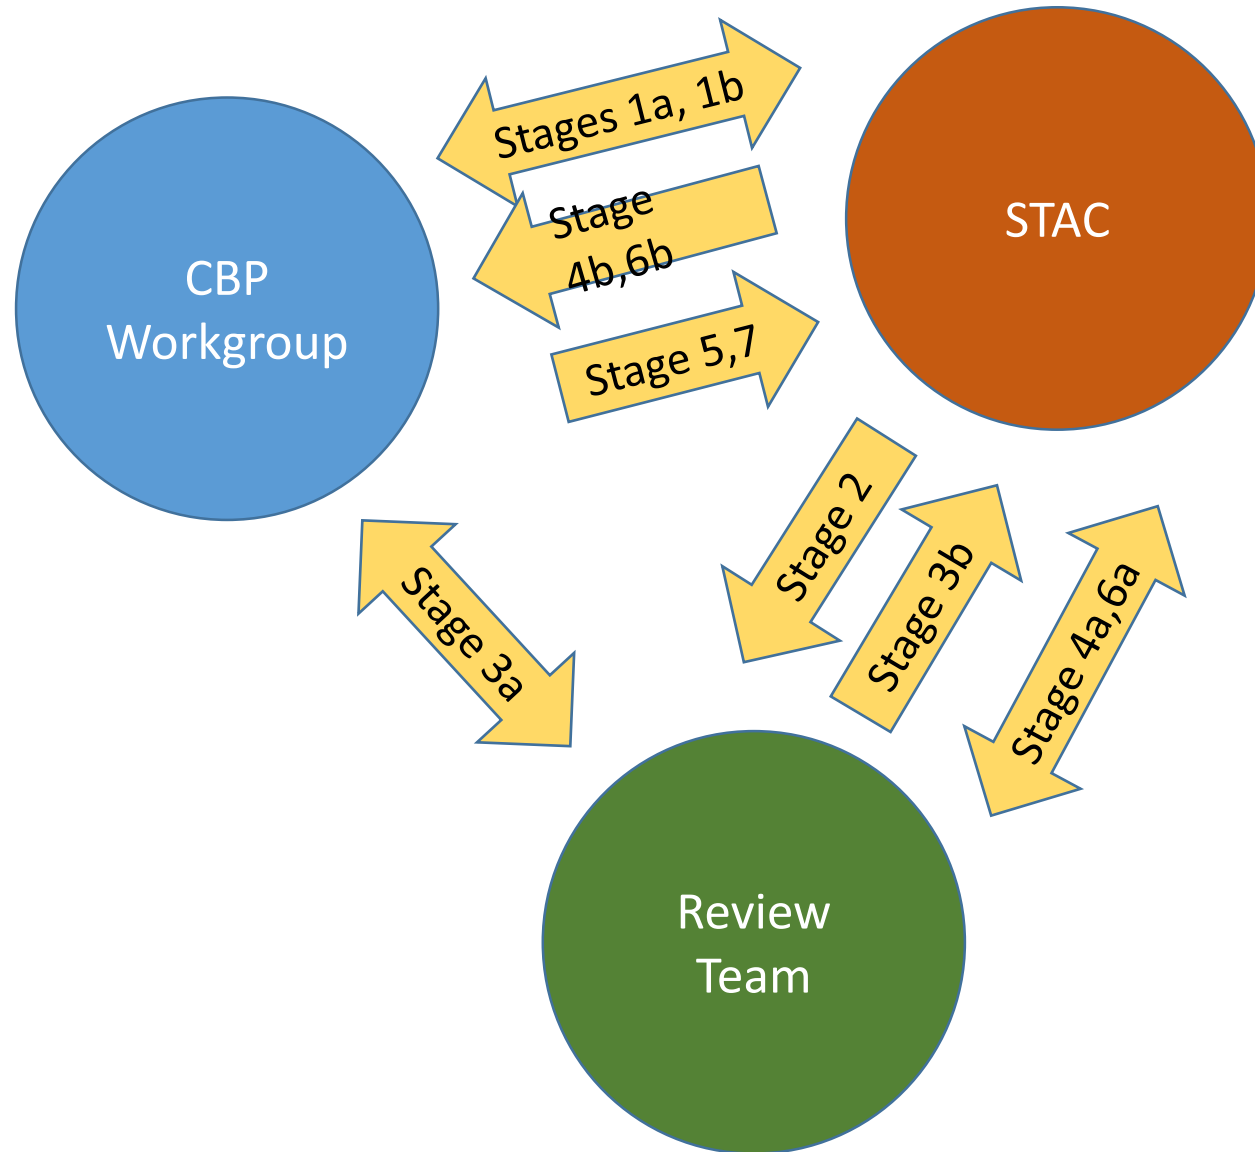 Stages 1a, 1b
STAC
Stage
4b,6b
CBP
Workgroup
Stage 5,7
Stage 2
Stage 3b
Stage 4a,6a
Stage 3a
Review
Team